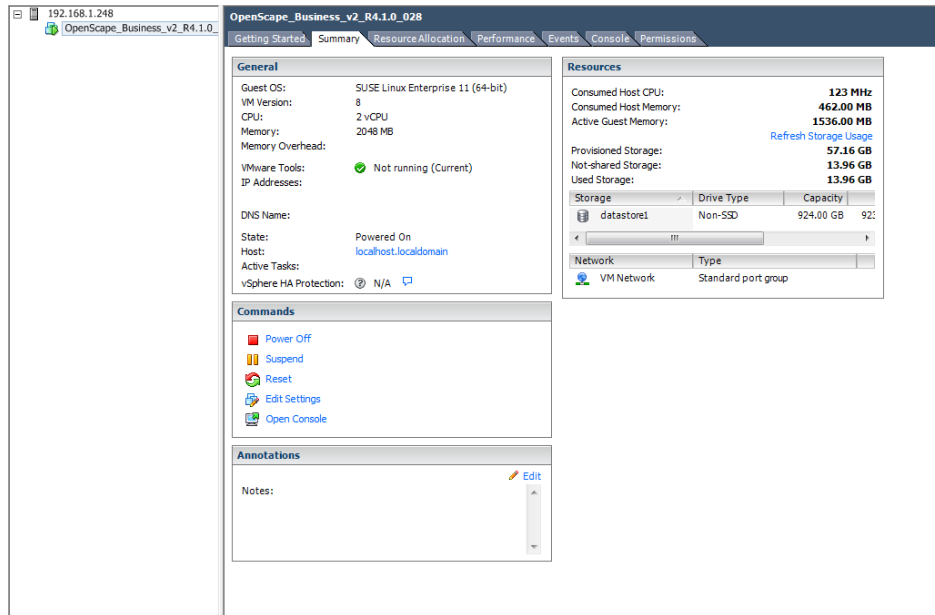 192.168.1.248
OpenScape_Business_v2_R4.1.0_
OpenScape_Business_v2_R4.1.0_028
Getting Started Summary Resource Allocation Performance Events Console Permissions
General
Guest OS: SUSE Linux Enterprise 11 (64-bit)
VM Version: 8
CPU: 2 vCPU
Memory: 2048 MB
Memory Overhead:
VMware Tools: Not running (Current)
IP Addresses:
DNS Name:
State: Powered On
Host: localhost.localdomain
Active Tasks:
vSphere HA Protection: N/A
Commands
Power Off
Suspend
Reset
Edit Settings
Open Console
Annotations
Edit
Notes:
Resources
Consumed Host CPU: 123 MHz
Consumed Host Memory: 462.00 MB
Active Guest Memory: 1536.00 MB
Refresh Storage Usage
Provisioned Storage: 57.16 GB
Not-shared Storage: 13.96 GB
Used Storage: 13.96 GB
Storage Drive Type Capacity
datastore1 Non-SSD 924.00 GB 923
Network Type
VM Network Standard port group